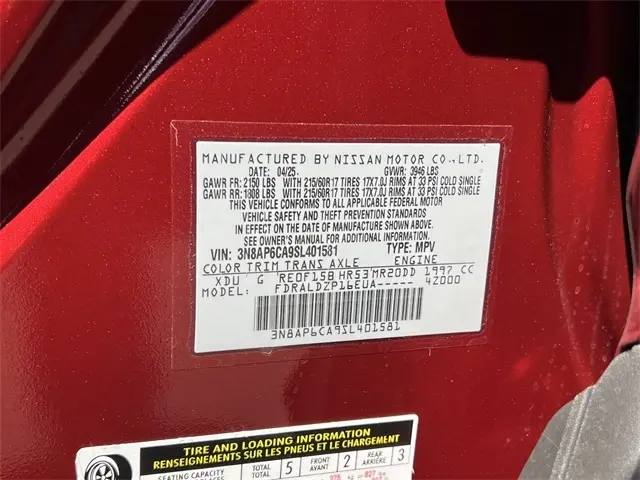 MANUFACTURED BY NISSAN MOTOR CO.,LTD.
DATE: 04/25 GVWR: 3946 LBS
GAWR FR: 2150 LBS WITH 215/60R17 TIRES 17X7.0J RIMS AT 33 PSI COLD SINGLE
GAWR RR: 1808 LBS WITH 215/60R17 TIRES 17X7.0J RIMS AT 33 PSI COLD SINGLE
THIS VEHICLE CONFORMS TO ALL APPLICABLE FEDERAL MOTOR
VEHICLE SAFETY AND THEFT PREVENTION STANDARDS
IN EFFECT ON THE DATE OF MANUFACTURE SHOWN ABOVE.
SEE OWNER'S MANUAL FOR ADDITIONAL INFORMATION.
VIN: 3N8AP6CA9SL401581 TYPE: MPV
COLOR TRIM TRANS AXLE ENGINE
XDU G RE0F15B HR53 MR20DD 1997 CC
MODEL: FDRALDZP16EUA----- 4Z000
3N8AP6CA9SL401581
TIRE AND LOADING INFORMATION
RENSEIGNEMENTS SUR LES PNEUS ET LE CHARGEMENT
SEATING CAPACITY TOTAL 5 FRONT 2 REAR 3
TOTAL AVANT ARRIÈRE